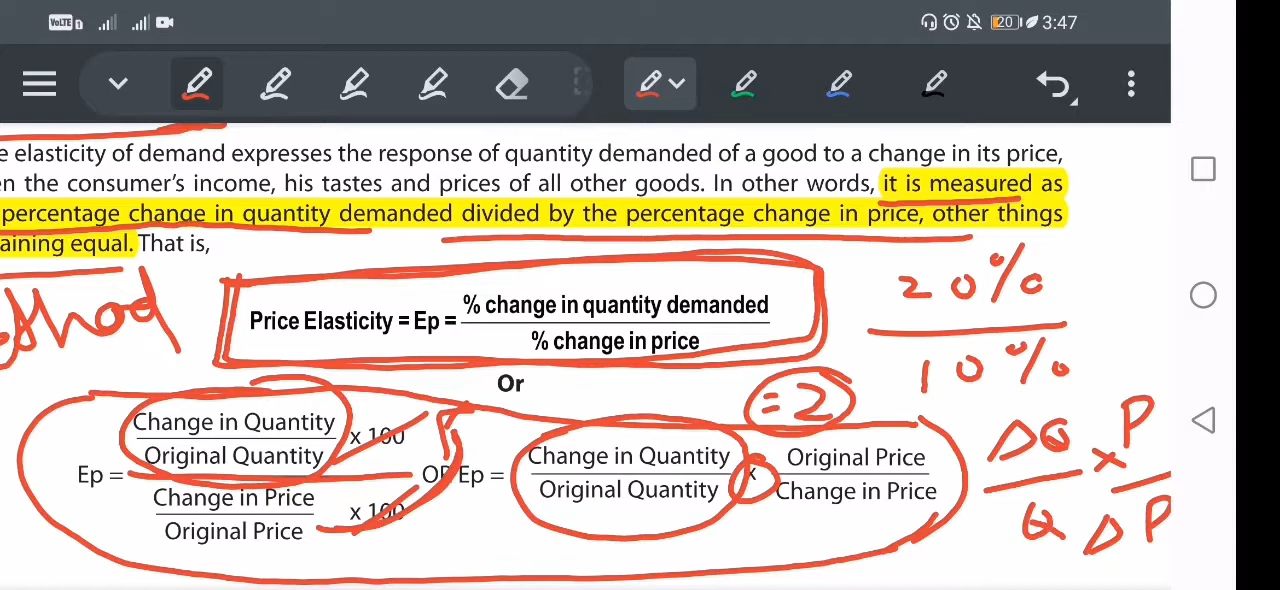 VoLTE 20 3:47
e elasticity of demand expresses the response of quantity demanded of a good to a change in its price,
en the consumer's income, his tastes and prices of all other goods. In other words, it is measured as
percentage change in quantity demanded divided by the percentage change in price, other things
aining equal. That is,
ethod
Price Elasticity = Ep = % change in quantity demanded
% change in price
20%
10%
Or
= 2
Ep = Change in Quantity
Original Quantity x 100
Change in Price
Original Price x 100
OR Ep = Change in Quantity
Original Quantity
x Original Price
Change in Price
ΔQ x P
Q ΔP